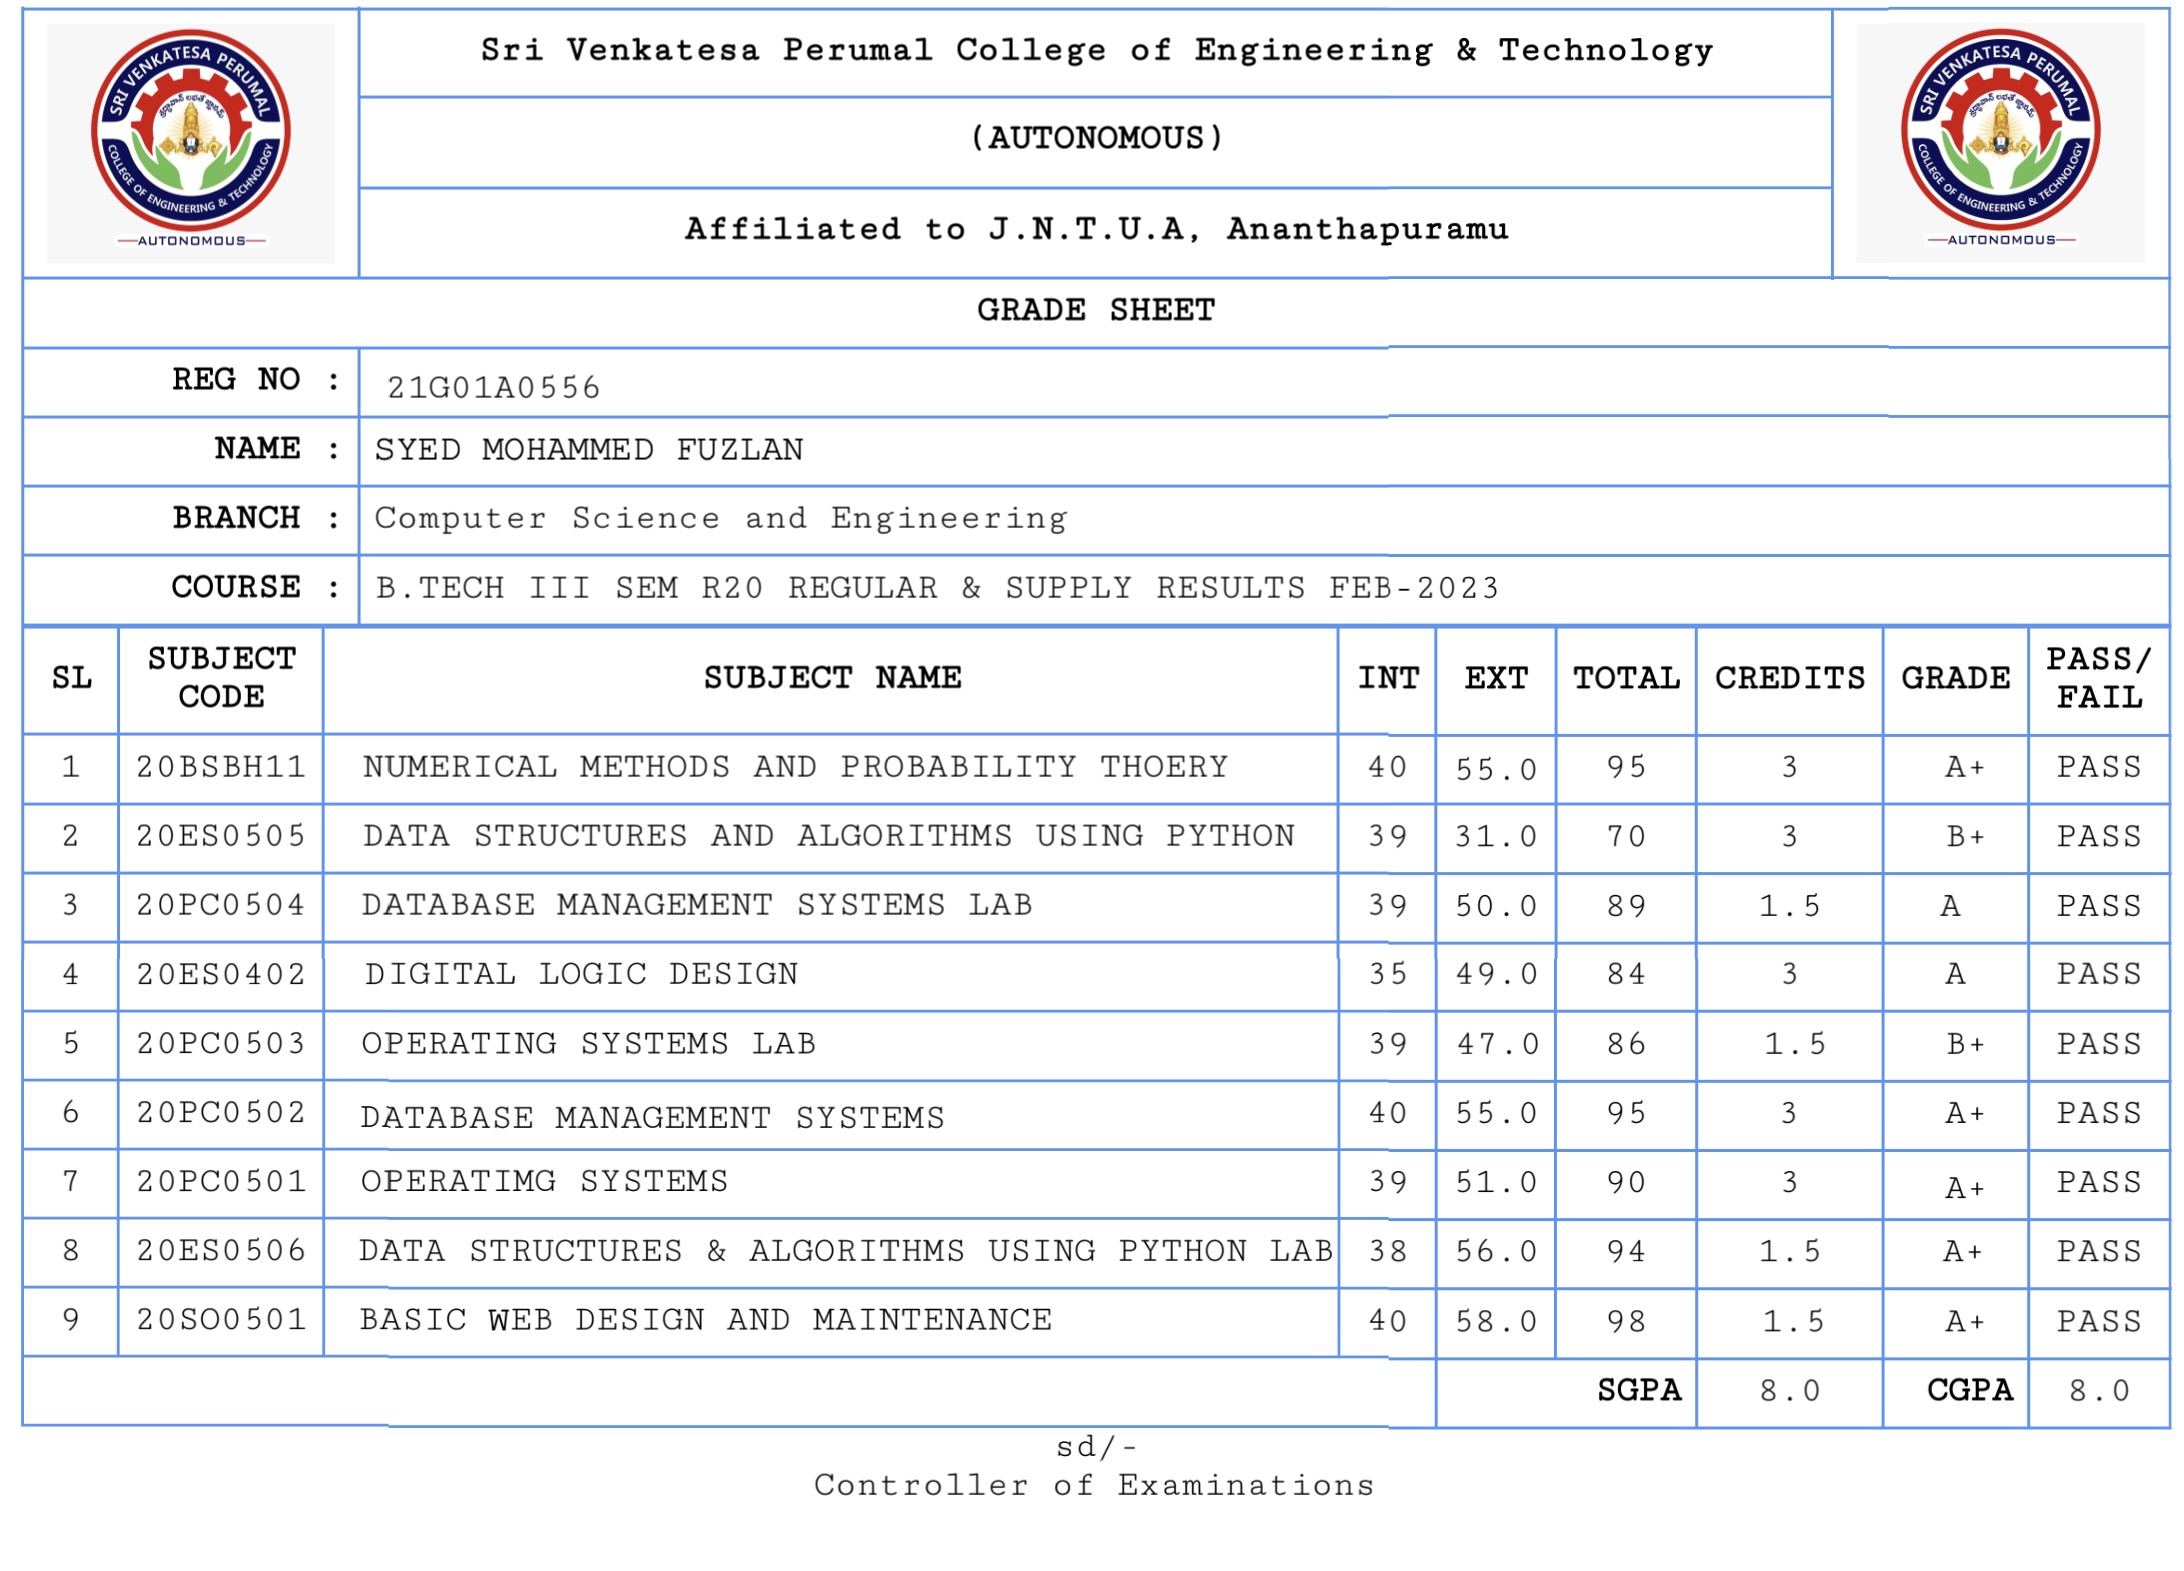 SRI VENKATESA PERUMAL
COLLEGE OF ENGINEERING & TECHNOLOGY
AUTONOMOUS
Sri Venkatesa Perumal College of Engineering & Technology
(AUTONOMOUS)
Affiliated to J.N.T.U.A, Ananthapuramu
SRI VENKATESA PERUMAL
COLLEGE OF ENGINEERING & TECHNOLOGY
AUTONOMOUS
GRADE SHEET
REG NO : 21G01A0556
NAME : SYED MOHAMMED FUZLAN
BRANCH : Computer Science and Engineering
COURSE : B.TECH III SEM R20 REGULAR & SUPPLY RESULTS FEB-2023
SL SUBJECT CODE SUBJECT NAME INT EXT TOTAL CREDITS GRADE PASS/ FAIL
1 20BSBH11 NUMERICAL METHODS AND PROBABILITY THOERY 40 55.0 95 3 A+ PASS
2 20ES0505 DATA STRUCTURES AND ALGORITHMS USING PYTHON 39 31.0 70 3 B+ PASS
3 20PC0504 DATABASE MANAGEMENT SYSTEMS LAB 39 50.0 89 1.5 A PASS
4 20ES0402 DIGITAL LOGIC DESIGN 35 49.0 84 3 A PASS
5 20PC0503 OPERATING SYSTEMS LAB 39 47.0 86 1.5 B+ PASS
6 20PC0502 DATABASE MANAGEMENT SYSTEMS 40 55.0 95 3 A+ PASS
7 20PC0501 OPERATIMG SYSTEMS 39 51.0 90 3 A+ PASS
8 20ES0506 DATA STRUCTURES & ALGORITHMS USING PYTHON LAB 38 56.0 94 1.5 A+ PASS
9 20SO0501 BASIC WEB DESIGN AND MAINTENANCE 40 58.0 98 1.5 A+ PASS
SGPA 8.0 CGPA 8.0
sd/-
Controller of Examinations